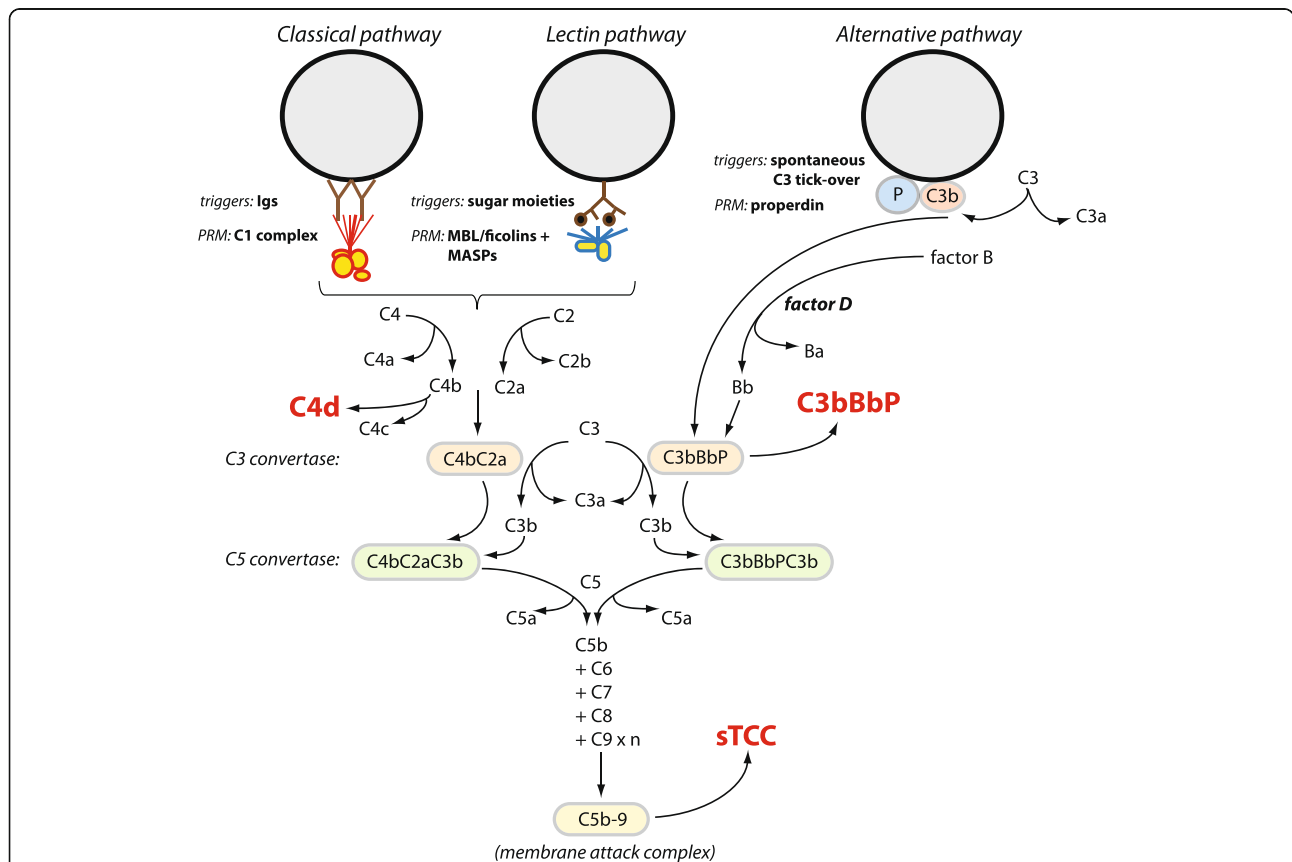 Classical pathway
Lectin pathway
Alternative pathway
triggers: Igs
PRM: C1 complex
triggers: sugar moieties
PRM: MBL/ficolins +
MASPs
triggers: spontaneous
C3 tick-over
PRM: properdin
P
C3b
C3
C3a
factor B
factor D
Ba
Bb
C4
C2
C4a
C2b
C4b
C2a
C4d
C4c
C3bBbP
C3 convertase:
C4bC2a
C3
C3bBbP
C3a
C3b
C3b
C5 convertase:
C4bC2aC3b
C5
C3bBbPC3b
C5a
C5a
C5b
+ C6
+ C7
+ C8
+ C9 x n
sTCC
C5b-9
(membrane attack complex)